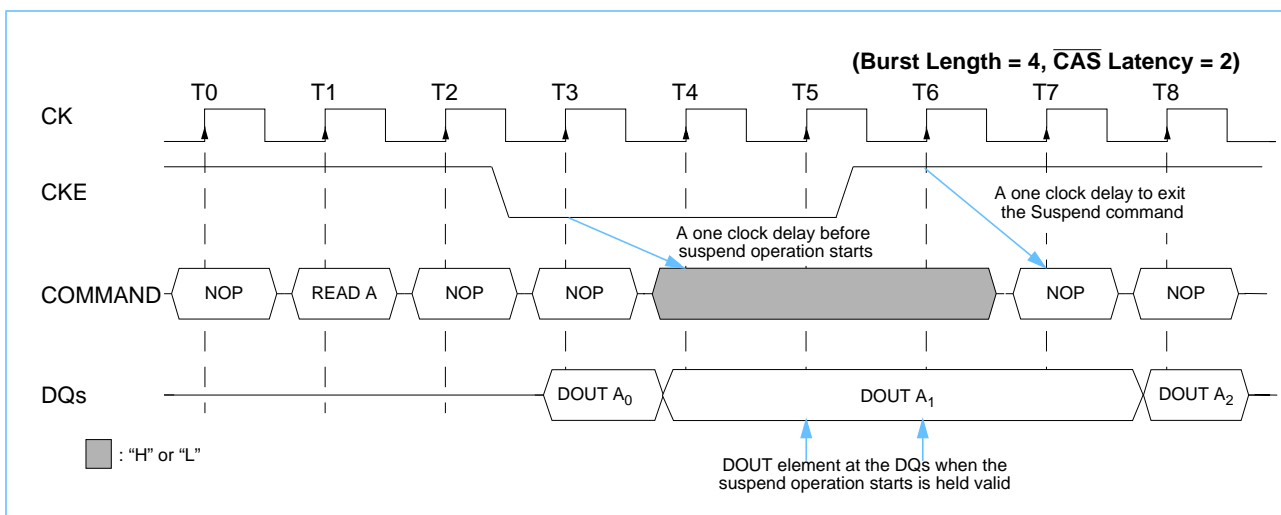 (Burst Length = 4, CAS Latency = 2)
T0 T1 T2 T3 T4 T5 T6 T7 T8
CK
CKE
A one clock delay to exit
the Suspend command
A one clock delay before
suspend operation starts
COMMAND NOP READ A NOP NOP NOP NOP
DQs DOUT A0 DOUT A1 DOUT A2
: “H” or “L”
DOUT element at the DQs when the
suspend operation starts is held valid